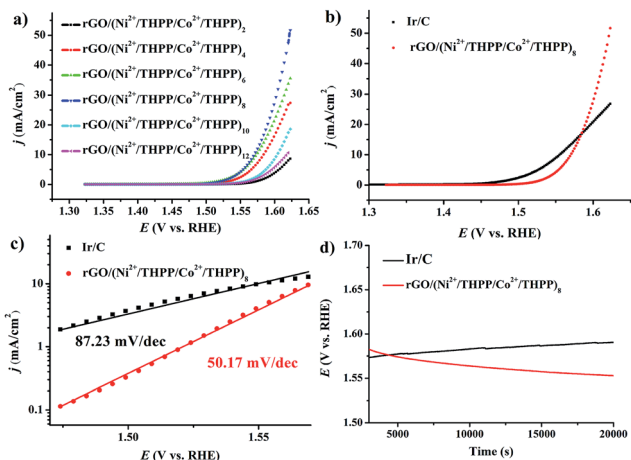 a)
rGO/(Ni²⁺/THPP/Co²⁺/THPP)₂
rGO/(Ni²⁺/THPP/Co²⁺/THPP)₄
rGO/(Ni²⁺/THPP/Co²⁺/THPP)₆
rGO/(Ni²⁺/THPP/Co²⁺/THPP)₈
rGO/(Ni²⁺/THPP/Co²⁺/THPP)₁₀
rGO/(Ni²⁺/THPP/Co²⁺/THPP)₁₂
j (mA/cm²)
50
40
30
20
10
0
1.30 1.35 1.40 1.45 1.50 1.55 1.60 1.65
E (V vs. RHE)
b)
Ir/C
rGO/(Ni²⁺/THPP/Co²⁺/THPP)₈
j (mA/cm²)
50
40
30
20
10
0
1.3 1.4 1.5 1.6
E (V vs. RHE)
c)
Ir/C
rGO/(Ni²⁺/THPP/Co²⁺/THPP)₈
87.23 mV/dec
50.17 mV/dec
j (mA/cm²)
10
1
0.1
1.50 1.55
E (V vs. RHE)
d)
Ir/C
rGO/(Ni²⁺/THPP/Co²⁺/THPP)₈
E (V vs. RHE)
1.70
1.65
1.60
1.55
1.50
5000 10000 15000 20000
Time (s)